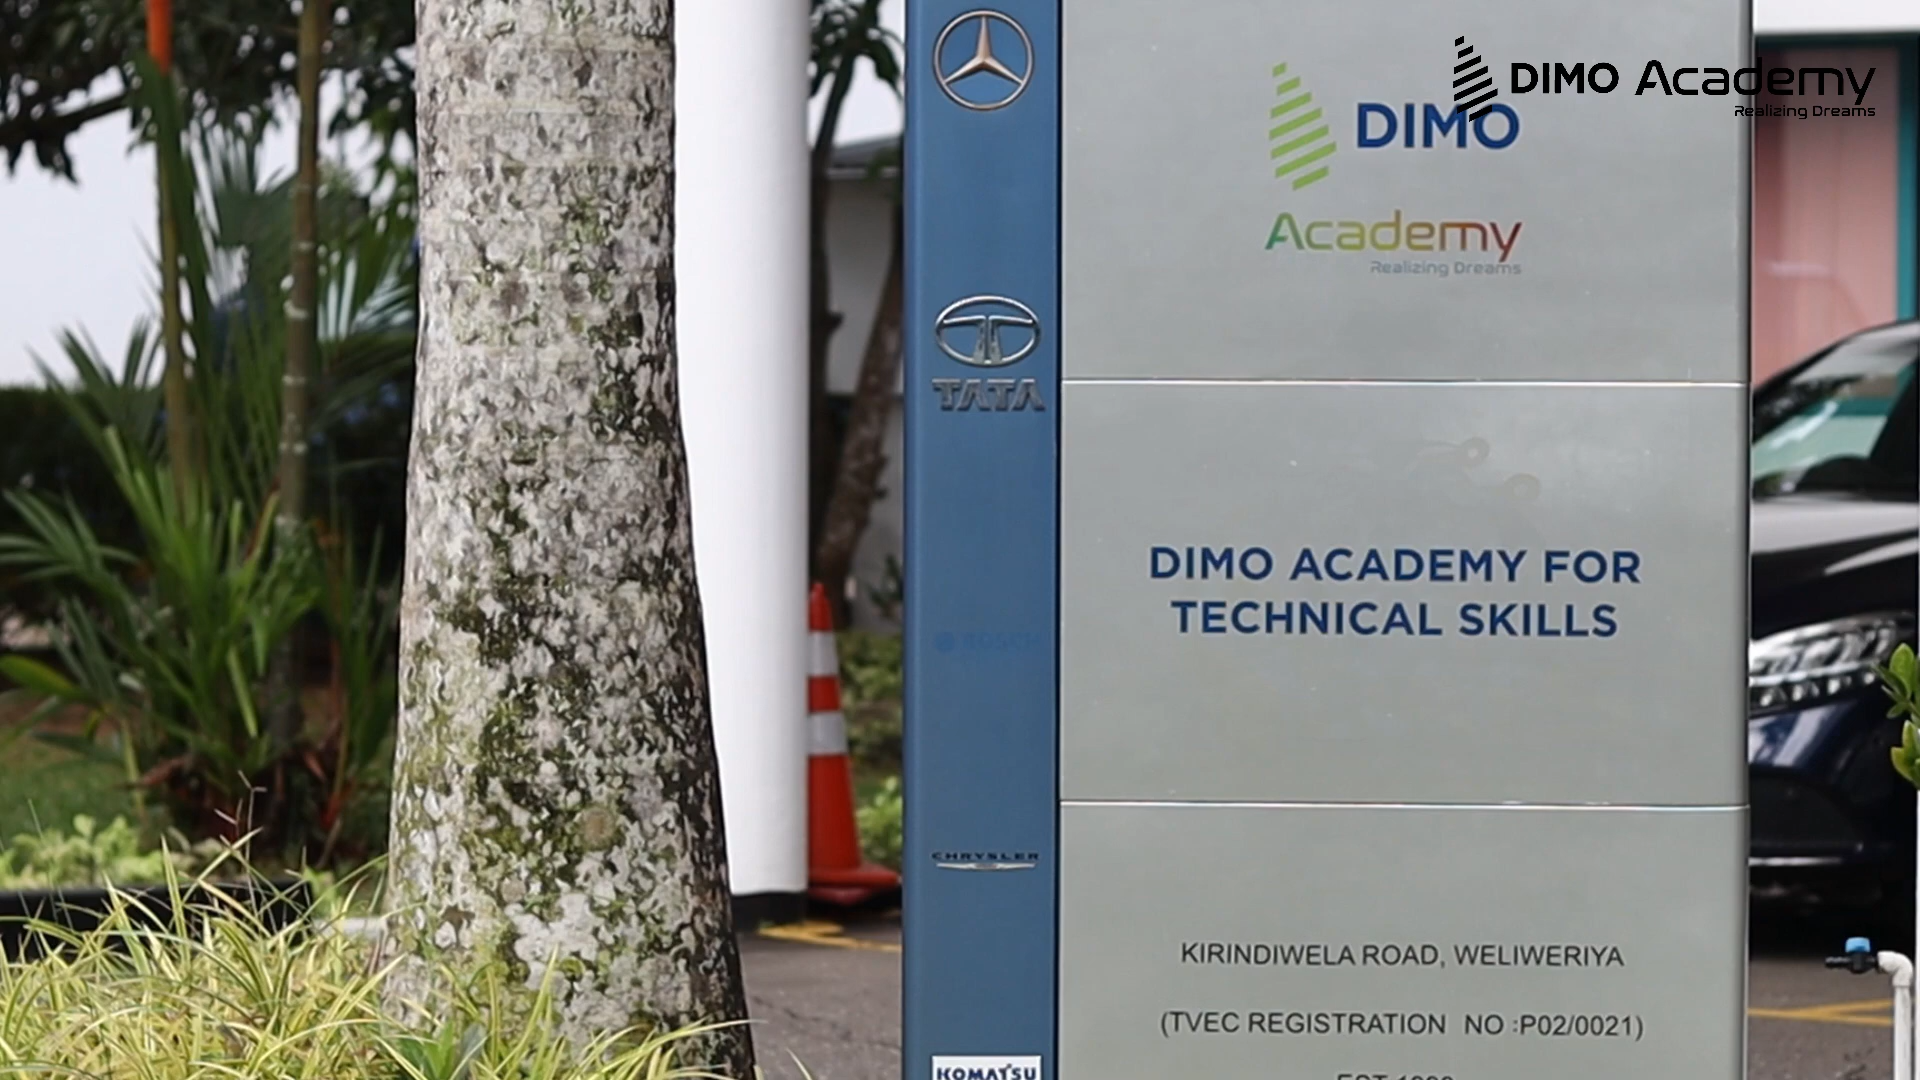 DIMO Academy
Realizing Dreams
DIMO
Academy
Realizing Dreams
TATA
DIMO ACADEMY FOR
TECHNICAL SKILLS
BOSCH
CHRYSLER
KIRINDIWELA ROAD, WELIWERIYA
(TVEC REGISTRATION NO :P02/0021)
KOMATSU